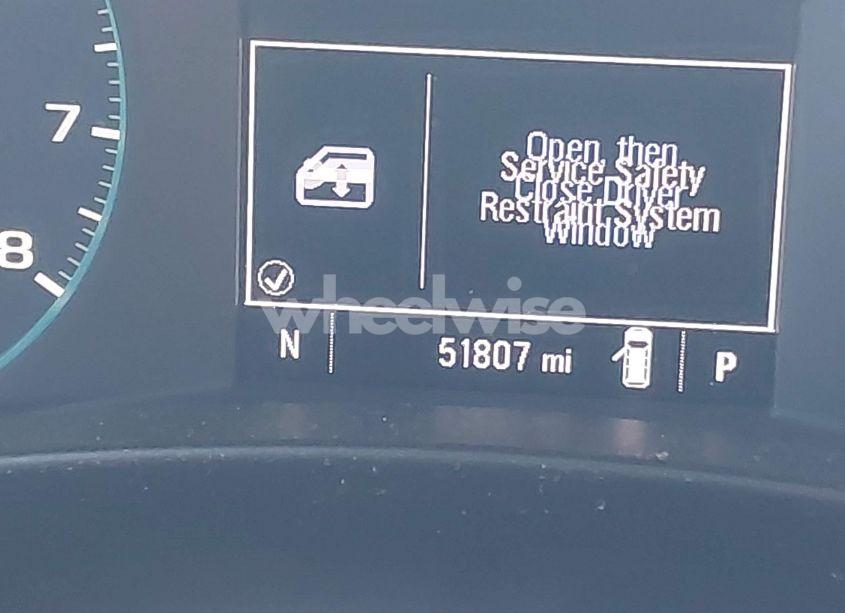 7
8
Open, then
Service Safety
Close Driver
Restraint System
Window
wheelwise
N
51807 mi
P